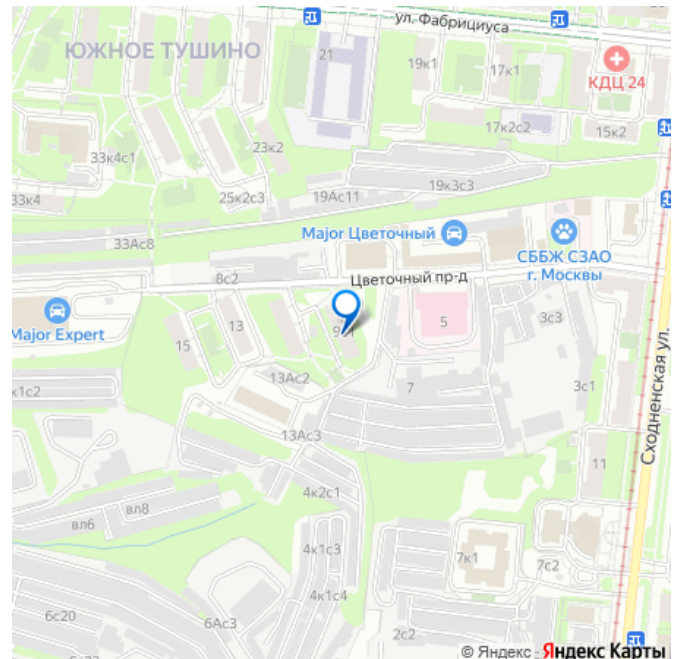 ул. Фабрициуса
ЮЖНОЕ ТУШИНО
21
19к1
17к1
КДЦ 24
17к2с2
15к2
33к4с1
23к2
33к4
25к2с3
19Ас11
19к3с3
33Ас8
Major Цветочный
СББЖ СЗАО
г. Москвы
8с2
Цветочный пр-д
Major Expert
13
15
5
3с3
13Ас2
7
3с1
к1с2
Сходненская ул.
13Ас3
11
4к2с1
вл8
вл6
4к1с3
7к1
7с2
4к1с4
6с20
6Ас3
2с2
© Яндекс
Яндекс Карты